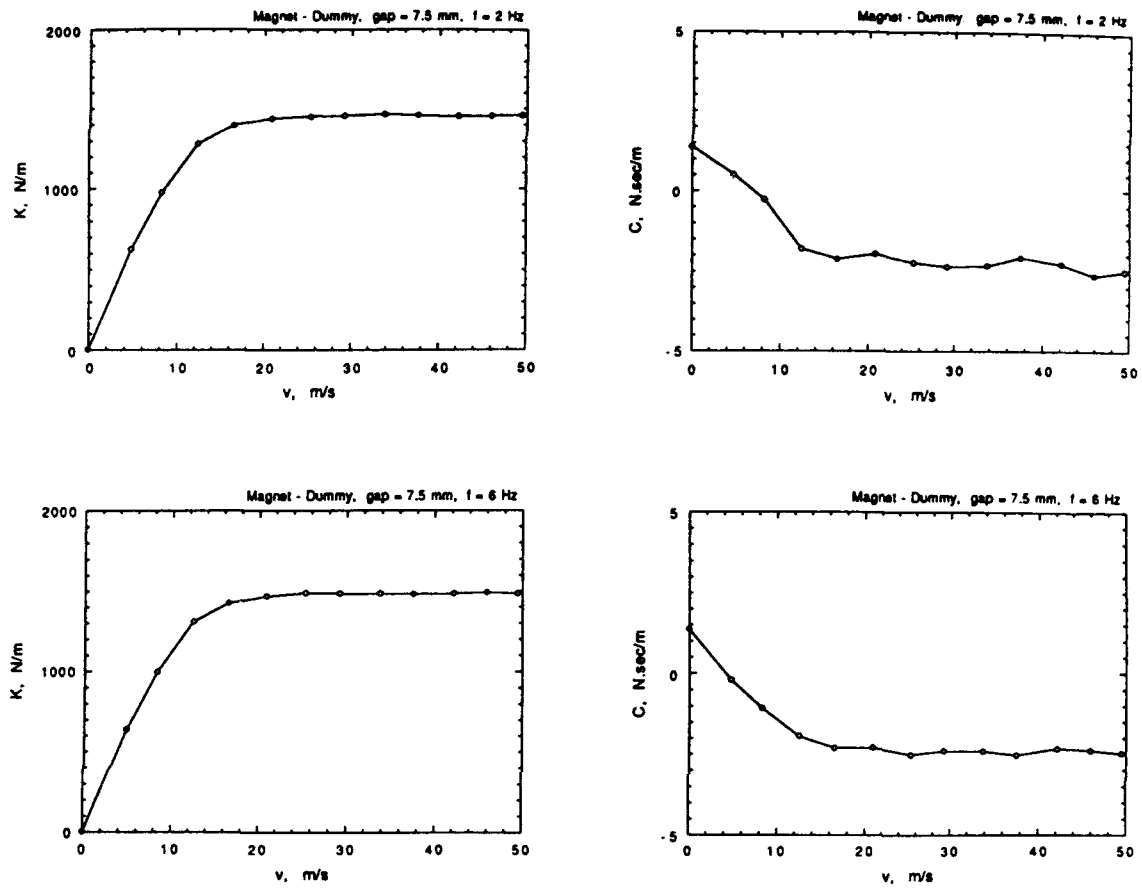 Magnet - Dummy, gap = 7.5 mm, f = 2 Hz
2000
1000
0
K, N/m
0 10 20 30 40 50
v, m/s
Magnet - Dummy, gap = 7.5 mm, f = 2 Hz
5
0
-5
C, N.sec/m
0 10 20 30 40 50
v, m/s
Magnet - Dummy, gap = 7.5 mm, f = 6 Hz
2000
1000
0
K, N/m
0 10 20 30 40 50
v, m/s
Magnet - Dummy, gap = 7.5 mm, f = 6 Hz
5
0
-5
C, N.sec/m
0 10 20 30 40 50
v, m/s